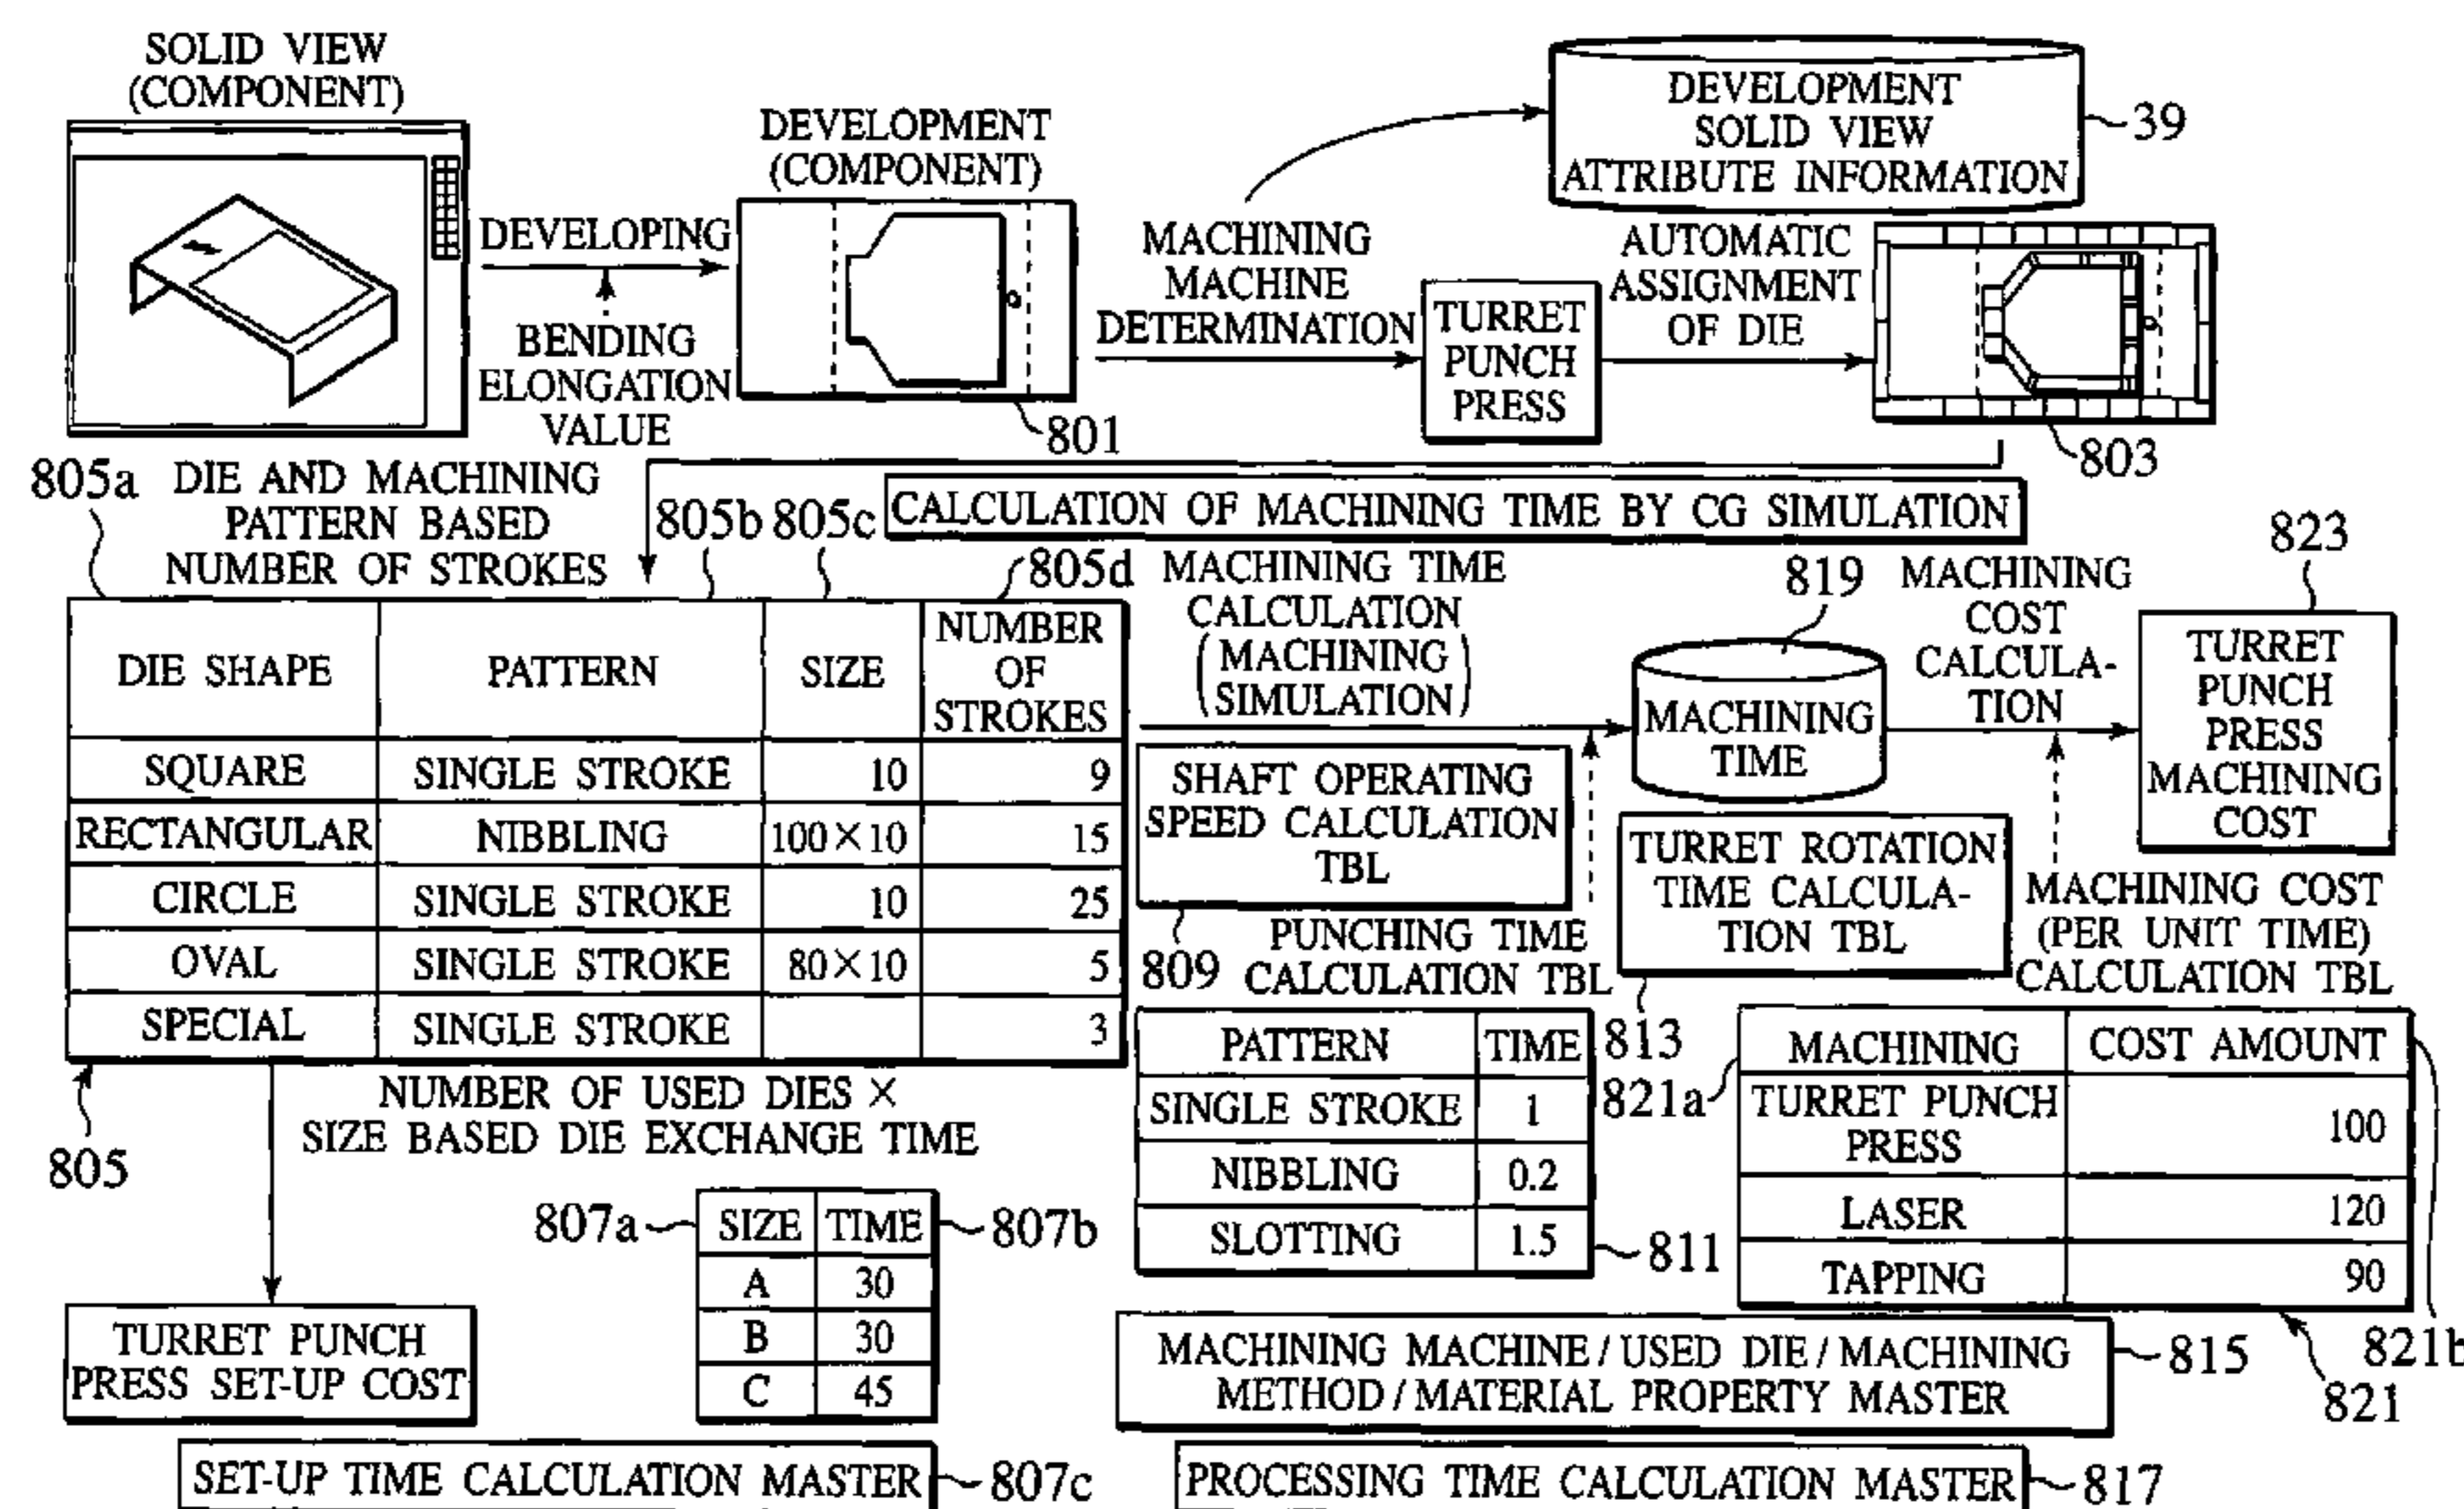 SOLID VIEW
(COMPONENT)
DEVELOPING
BENDING
ELONGATION
VALUE
DEVELOPMENT
(COMPONENT)
801
MACHINING
MACHINE
DETERMINATION
DEVELOPMENT
SOLID VIEW
ATTRIBUTE INFORMATION
39
TURRET
PUNCH
PRESS
AUTOMATIC
ASSIGNMENT
OF DIE
803
805a
DIE AND MACHINING
PATTERN BASED
NUMBER OF STROKES
805b
805c
805d
CALCULATION OF MACHINING TIME BY CG SIMULATION
DIE SHAPE PATTERN SIZE NUMBER OF STROKES
SQUARE SINGLE STROKE 10 9
RECTANGULAR NIBBLING 100×10 15
CIRCLE SINGLE STROKE 10 25
OVAL SINGLE STROKE 80×10 5
SPECIAL SINGLE STROKE 3
805
MACHINING TIME
CALCULATION
(MACHINING
SIMULATION)
SHAFT OPERATING
SPEED CALCULATION
TBL
809
819
MACHINING
TIME
MACHINING
COST
CALCULA-
TION
823
TURRET
PUNCH
PRESS
MACHINING
COST
PUNCHING TIME
CALCULATION TBL
TURRET ROTATION
TIME CALCULA-
TION TBL
813
MACHINING COST
(PER UNIT TIME)
CALCULATION TBL
PATTERN TIME
SINGLE STROKE 1
NIBBLING 0.2
SLOTTING 1.5
811
821a
MACHINING COST AMOUNT
TURRET PUNCH PRESS 100
LASER 120
TAPPING 90
821b
821
NUMBER OF USED DIES ×
SIZE BASED DIE EXCHANGE TIME
807a
SIZE TIME
A 30
B 30
C 45
807b
TURRET PUNCH
PRESS SET-UP COST
SET-UP TIME CALCULATION MASTER
807c
MACHINING MACHINE/USED DIE/MACHINING
METHOD/MATERIAL PROPERTY MASTER
815
PROCESSING TIME CALCULATION MASTER
817